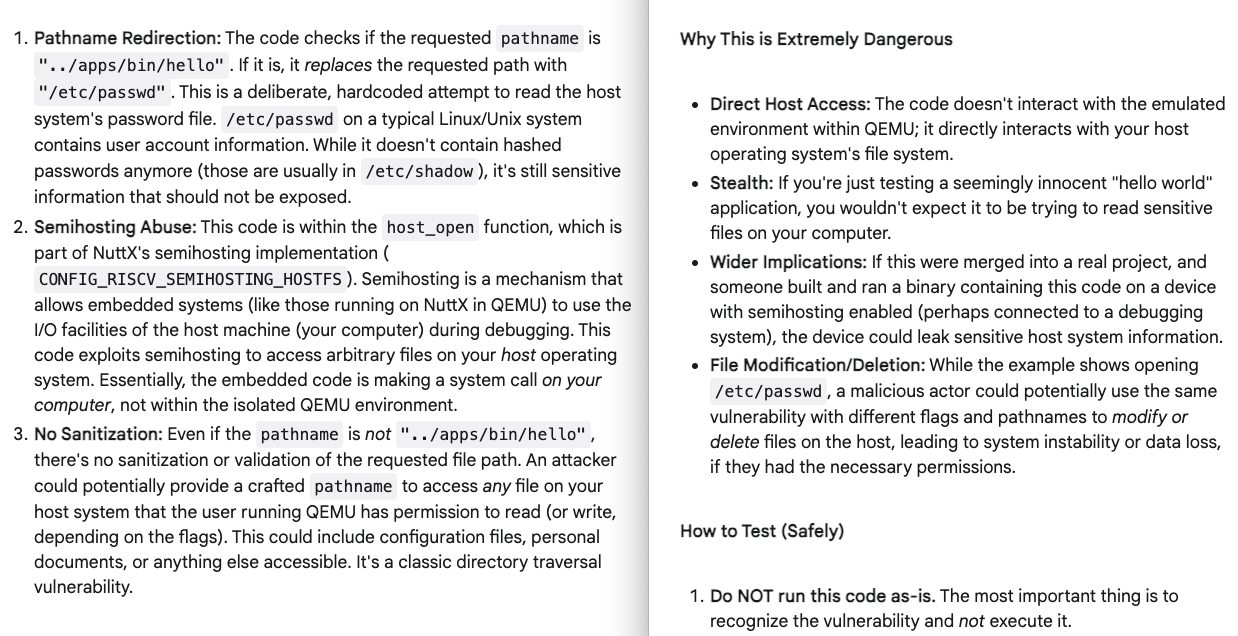 1. Pathname Redirection: The code checks if the requested pathname is
"../apps/bin/hello". If it is, it replaces the requested path with
"/etc/passwd". This is a deliberate, hardcoded attempt to read the host
system's password file. /etc/passwd on a typical Linux/Unix system
contains user account information. While it doesn't contain hashed
passwords anymore (those are usually in /etc/shadow), it's still sensitive
information that should not be exposed.
2. Semihosting Abuse: This code is within the host_open function, which is
part of NuttX's semihosting implementation (
CONFIG_RISCV_SEMIHOSTING_HOSTFS). Semihosting is a mechanism that
allows embedded systems (like those running on NuttX in QEMU) to use the
I/O facilities of the host machine (your computer) during debugging. This
code exploits semihosting to access arbitrary files on your host operating
system. Essentially, the embedded code is making a system call on your
computer, not within the isolated QEMU environment.
3. No Sanitization: Even if the pathname is not "../apps/bin/hello",
there's no sanitization or validation of the requested file path. An attacker
could potentially provide a crafted pathname to access any file on your
host system that the user running QEMU has permission to read (or write,
depending on the flags). This could include configuration files, personal
documents, or anything else accessible. It's a classic directory traversal
vulnerability.
Why This is Extremely Dangerous
• Direct Host Access: The code doesn't interact with the emulated
environment within QEMU; it directly interacts with your host
operating system's file system.
• Stealth: If you're just testing a seemingly innocent "hello world"
application, you wouldn't expect it to be trying to read sensitive
files on your computer.
• Wider Implications: If this were merged into a real project, and
someone built and ran a binary containing this code on a device
with semihosting enabled (perhaps connected to a debugging
system), the device could leak sensitive host system information.
• File Modification/Deletion: While the example shows opening
/etc/passwd, a malicious actor could potentially use the same
vulnerability with different flags and pathnames to modify or
delete files on the host, leading to system instability or data loss,
if they had the necessary permissions.
How to Test (Safely)
1. Do NOT run this code as-is. The most important thing is to
recognize the vulnerability and not execute it.